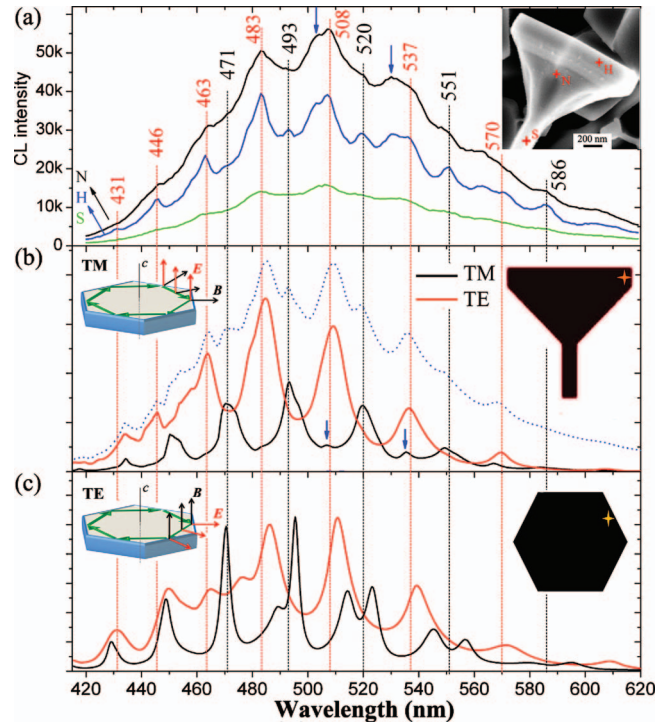 (a)
50k
40k
30k
20k
10k
0
CL intensity
N
H
S
431
446
463
471
483
493
508
520
537
551
570
586
H
N
S
200 nm
(b)
TM
c
E
B
TM
TE
(c)
TE
c
B
E
420 440 460 480 500 520 540 560 580 600 620
Wavelength (nm)